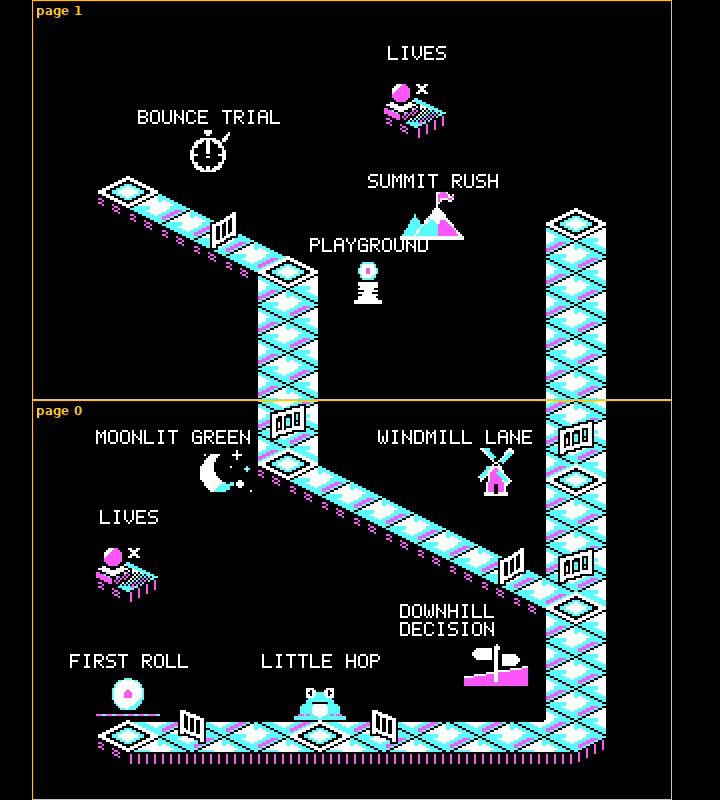 page 1
LIVES
x
BOUNCE TRIAL
SUMMIT RUSH
PLAYGROUND
page 0
MOONLIT GREEN
WINDMILL LANE
LIVES
x
DOWNHILL
DECISION
FIRST ROLL
LITTLE HOP